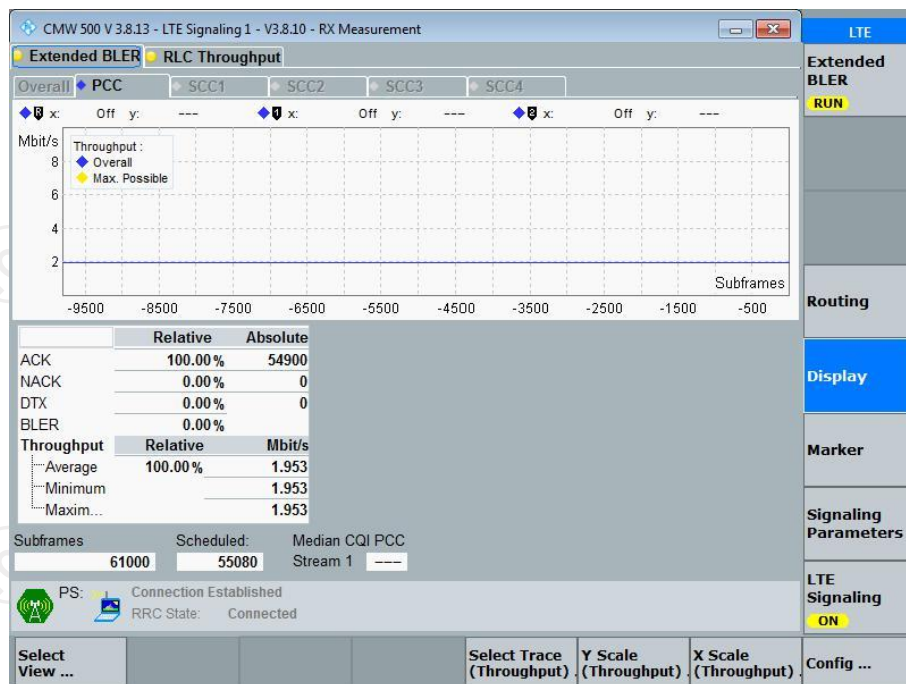 CMW 500 V 3.8.13 - LTE Signaling 1 - V3.8.10 - RX Measurement
LTE
Extended BLER RLC Throughput
Extended BLER
RUN
Overall PCC SCC1 SCC2 SCC3 SCC4
R x: Off y: --- 1 x: Off y: --- 2 x: Off y: ---
Mbit/s
Throughput :
Overall
Max. Possible
8
6
4
2
Subframes
-9500 -8500 -7500 -6500 -5500 -4500 -3500 -2500 -1500 -500
Relative Absolute
ACK 100.00 % 54900
NACK 0.00 % 0
DTX 0.00 % 0
BLER 0.00 %
Throughput Relative Mbit/s
Average 100.00 % 1.953
Minimum 1.953
Maxim... 1.953
Subframes Scheduled: Median CQI PCC
61000 55080 Stream 1 ---
PS: Connection Established
RRC State: Connected
Routing
Display
Marker
Signaling Parameters
LTE Signaling
ON
Select View ...
Select Trace (Throughput)
Y Scale (Throughput)
X Scale (Throughput)
Config ...